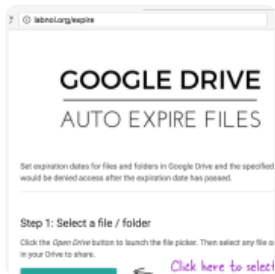 labnol.org/expire
GOOGLE DRIVE
AUTO EXPIRE FILES
Set expiration dates for files and folders in Google Drive and the specified
would be denied access after the expiration date has passed.
Step 1: Select a file / folder
Click the Open Drive button to launch the file picker. Then select any file o
in your Drive to share.
Click here to select